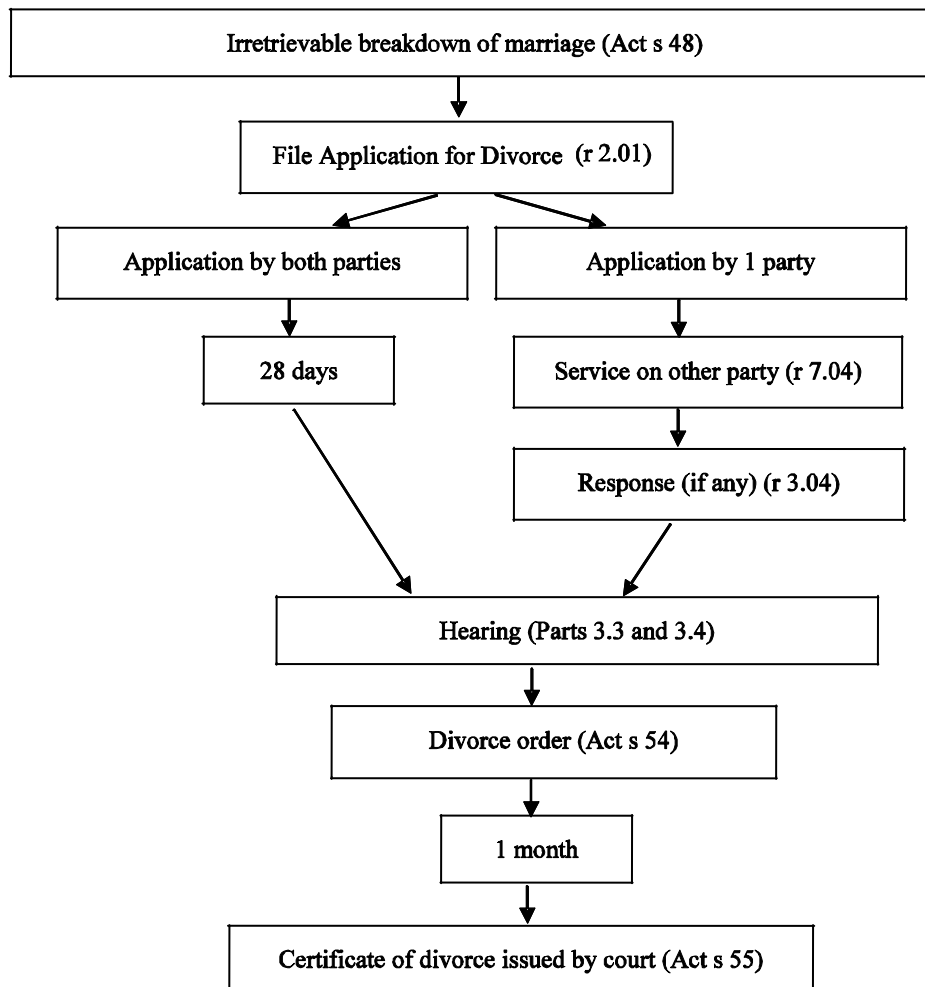 Irretrievable breakdown of marriage (Act s 48)
File Application for Divorce (r 2.01)
Application by both parties
Application by 1 party
28 days
Service on other party (r 7.04)
Response (if any) (r 3.04)
Hearing (Parts 3.3 and 3.4)
Divorce order (Act s 54)
1 month
Certificate of divorce issued by court (Act s 55)